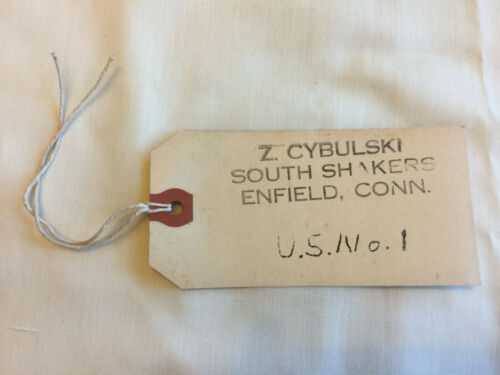 Z. CYBULSKI
SOUTH SHAKERS
ENFIELD, CONN.
U.S. No. 1